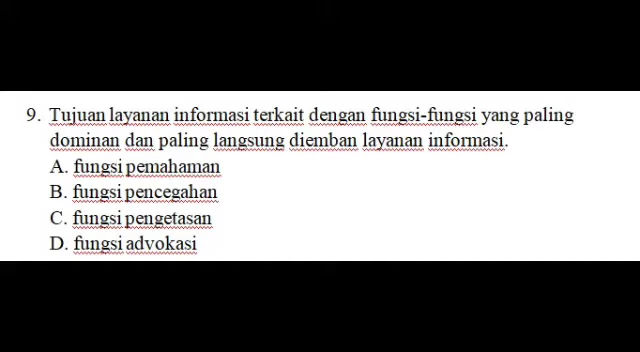 9. Tujuan layanan informasi terkait dengan fungsi-fungsi yang paling
dominan dan paling langsung diemban layanan informasi.
A. fungsi pemahaman
B. fungsi pencegahan
C. fungsi pengetasan
D. fungsi advokasi